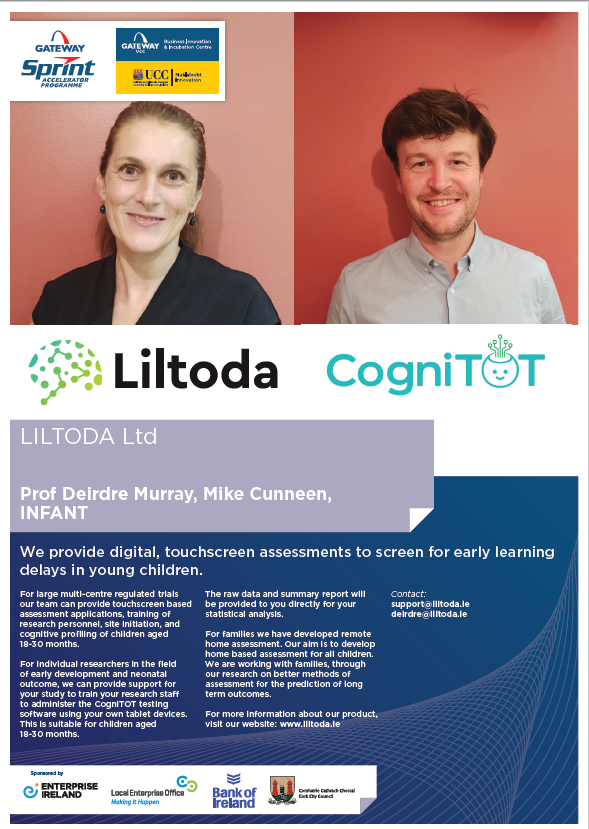 GATEWAY
Sprint
ACCELERATOR
PROGRAMME
GATEWAY
UCC
Business Innovation
& Incubation Centre
UCC
Liltoda
CogniTOT
LILTODA Ltd
Prof Deirdre Murray, Mike Cunneen,
INFANT
We provide digital, touchscreen assessments to screen for early learning
delays in young children.
For large multi-centre regulated trials
our team can provide touchscreen based
assessment applications, training of
research personnel, site initiation, and
cognitive profiling of children aged
18-30 months.
For individual researchers in the field
of early development and neonatal
outcome, we can provide support for
your study to train your research staff
to administer the CogniTOT testing
software using your own tablet devices.
This is suitable for children aged
18-30 months.
The raw data and summary report will
be provided to you directly for your
statistical analysis.
For families we have developed remote
home assessment. Our aim is to develop
home based assessment for all children.
We are working with families, through
our research on better methods of
assessment for the prediction of long
term outcomes.
For more information about our product,
visit our website: www.liltoda.ie
Contact:
support@liltoda.ie
deirdre@liltoda.ie
Sponsored by
ENTERPRISE
IRELAND
Local Enterprise Office
Making It Happen
Bank of
Ireland
Comhairle Cathrach Chorcaí
Cork City Council